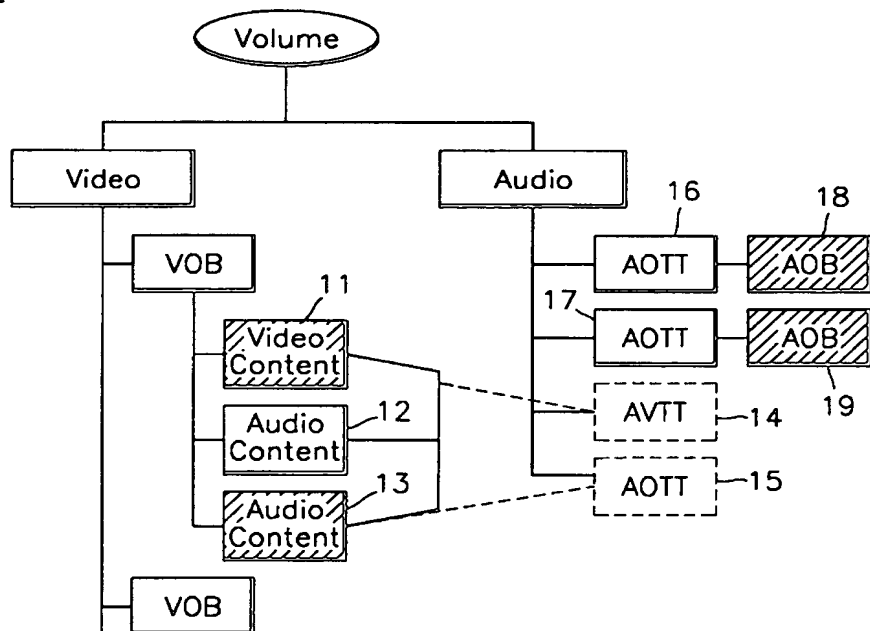 Volume
Video
Audio
16
18
VOB
AOTT
AOB
11
17
Video
Content
AOTT
AOB
19
12
Audio
Content
AVTT
14
13
Audio
Content
AOTT
15
VOB